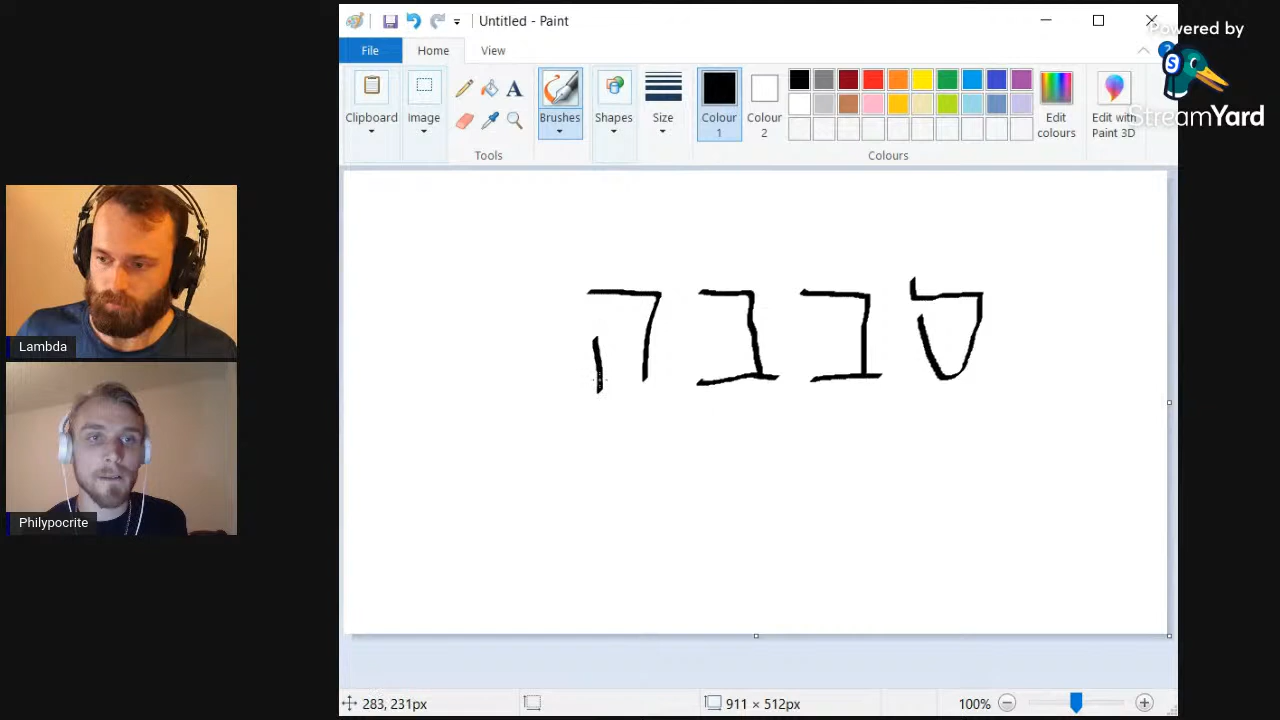 Untitled - Paint
Powered by
StreamYard
File Home View
Clipboard
Image
Tools
Brushes
Shapes
Size
Colour 1
Colour 2
Edit colours
Edit with Paint 3D
Colours
סבבה
Lambda
Philypocrite
283, 231px
911 × 512px
100%